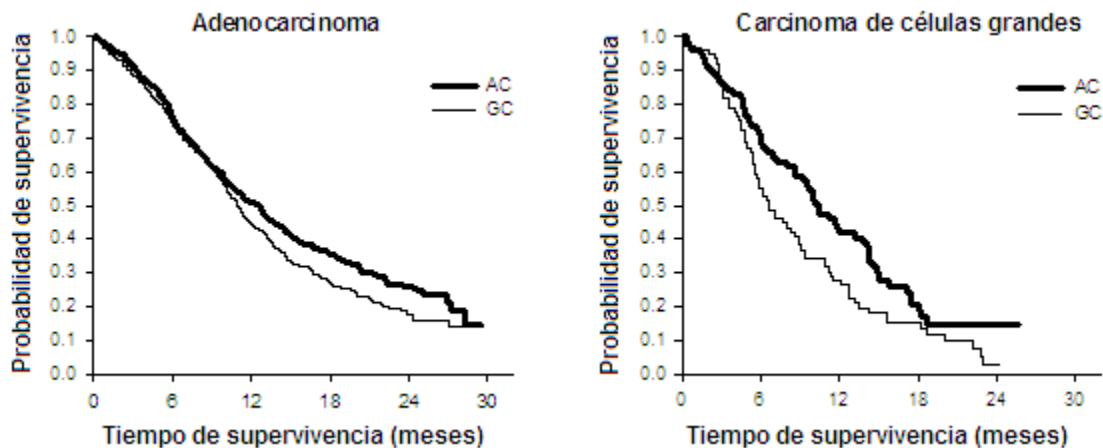 Adenocarcinoma
Probabilidad de supervivencia
1.0
0.9
0.8
0.7
0.6
0.5
0.4
0.3
0.2
0.1
0.0
AC
GC
0 6 12 18 24 30
Tiempo de supervivencia (meses)
Carcinoma de células grandes
Probabilidad de supervivencia
1.0
0.9
0.8
0.7
0.6
0.5
0.4
0.3
0.2
0.1
0.0
AC
GC
0 6 12 18 24 30
Tiempo de supervivencia (meses)